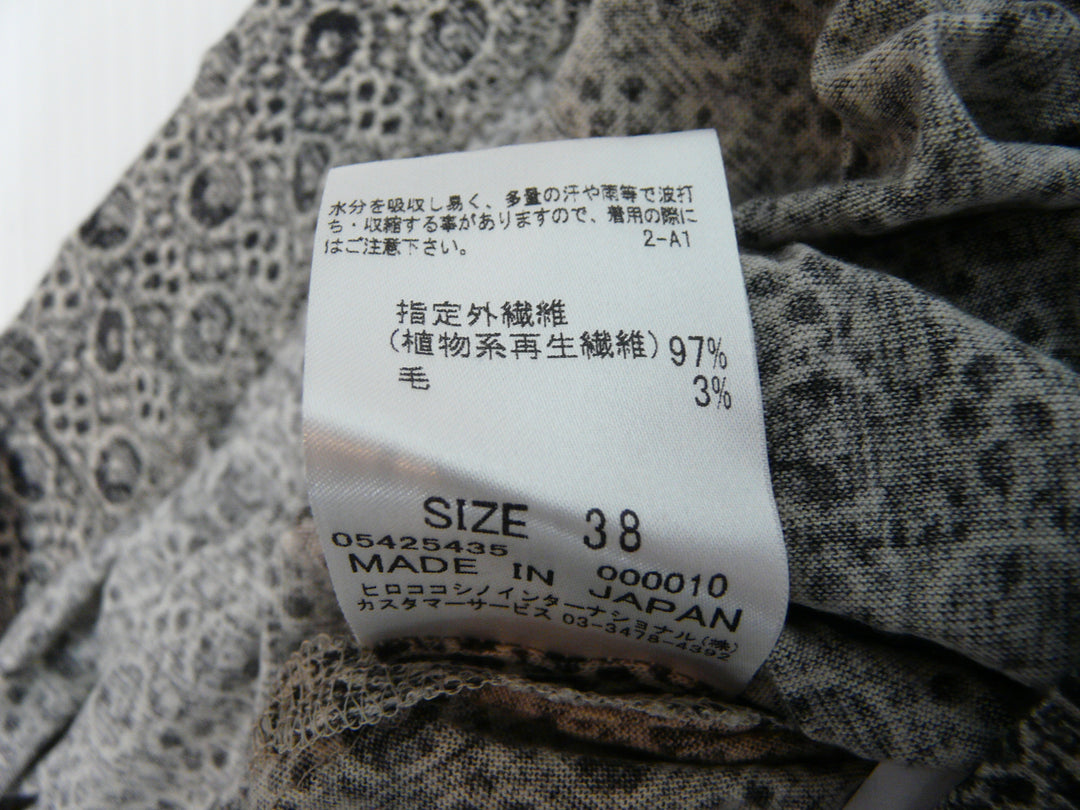 水分を吸収し易く、多量の汗や雨等で波打
ち・収縮する事がありますので、着用の際に
はご注意下さい。 2-A1
指定外繊維
(植物系再生繊維) 97%
毛 3%
SIZE 38
05425435 000010
MADE IN JAPAN
ヒロココシノインターナショナル(株)
カスタマーサービス 03-3478-4392